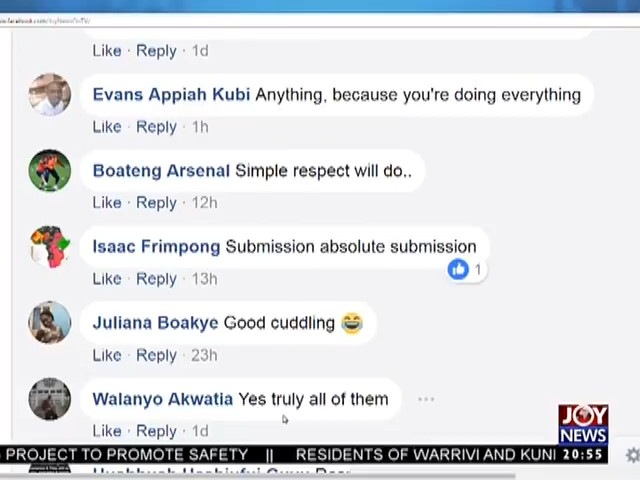 Like · Reply · 1d
Evans Appiah Kubi Anything, because you're doing everything
Like · Reply · 1h
Boateng Arsenal Simple respect will do..
Like · Reply · 12h
Isaac Frimpong Submission absolute submission
1
Like · Reply · 13h
Juliana Boakye Good cuddling 😂
Like · Reply · 23h
Walanyo Akwatia Yes truly all of them
Like · Reply · 1d
JOY
NEWS
PROJECT TO PROMOTE SAFETY || RESIDENTS OF WARRIVI AND KUNI 20:55